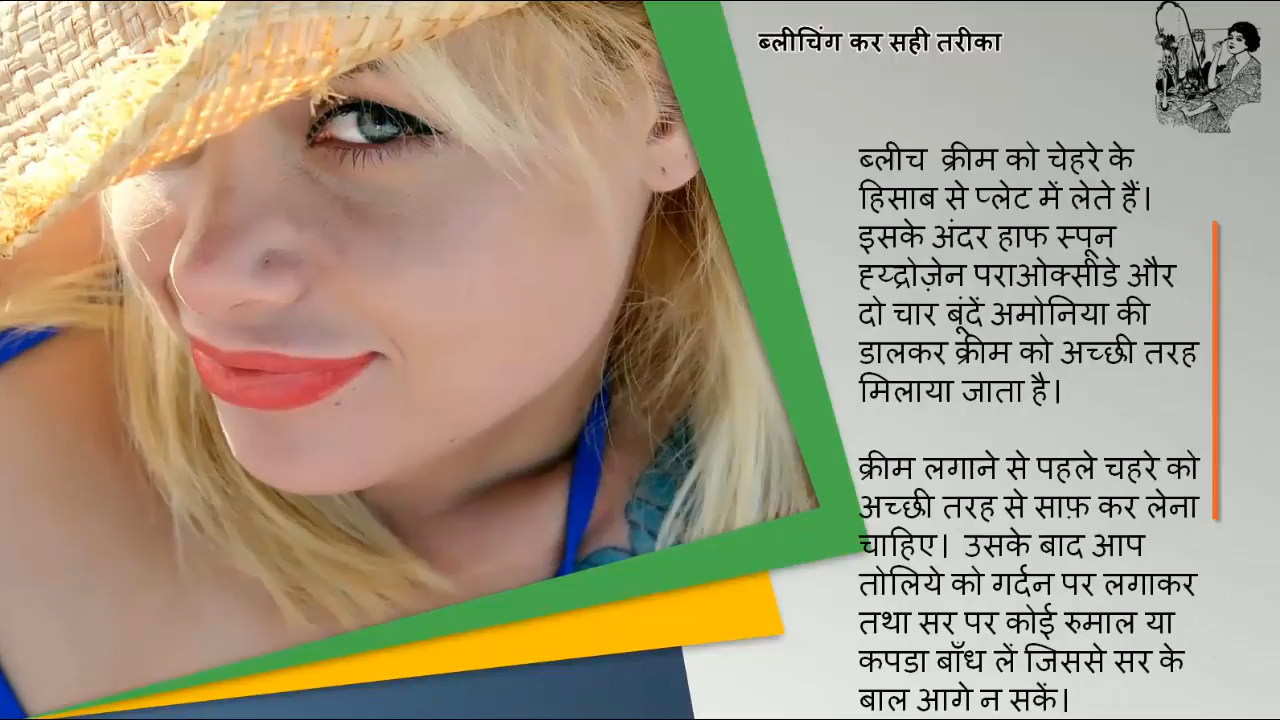 ब्लीचिंग कर सही तरीका
ब्लीच क्रीम को चेहरे के
हिसाब से प्लेट में लेते हैं।
इसके अंदर हाफ स्पून
ह्य्द्रोज़ेन पराओक्सीडे और
दो चार बूंदें अमोनिया की
डालकर क्रीम को अच्छी तरह
मिलाया जाता है।
क्रीम लगाने से पहले चहरे को
अच्छी तरह से साफ़ कर लेना
चाहिए। उसके बाद आप
तोलिये को गर्दन पर लगाकर
तथा सर पर कोई रुमाल या
कपडा बाँध लें जिससे सर के
बाल आगे न सकें।